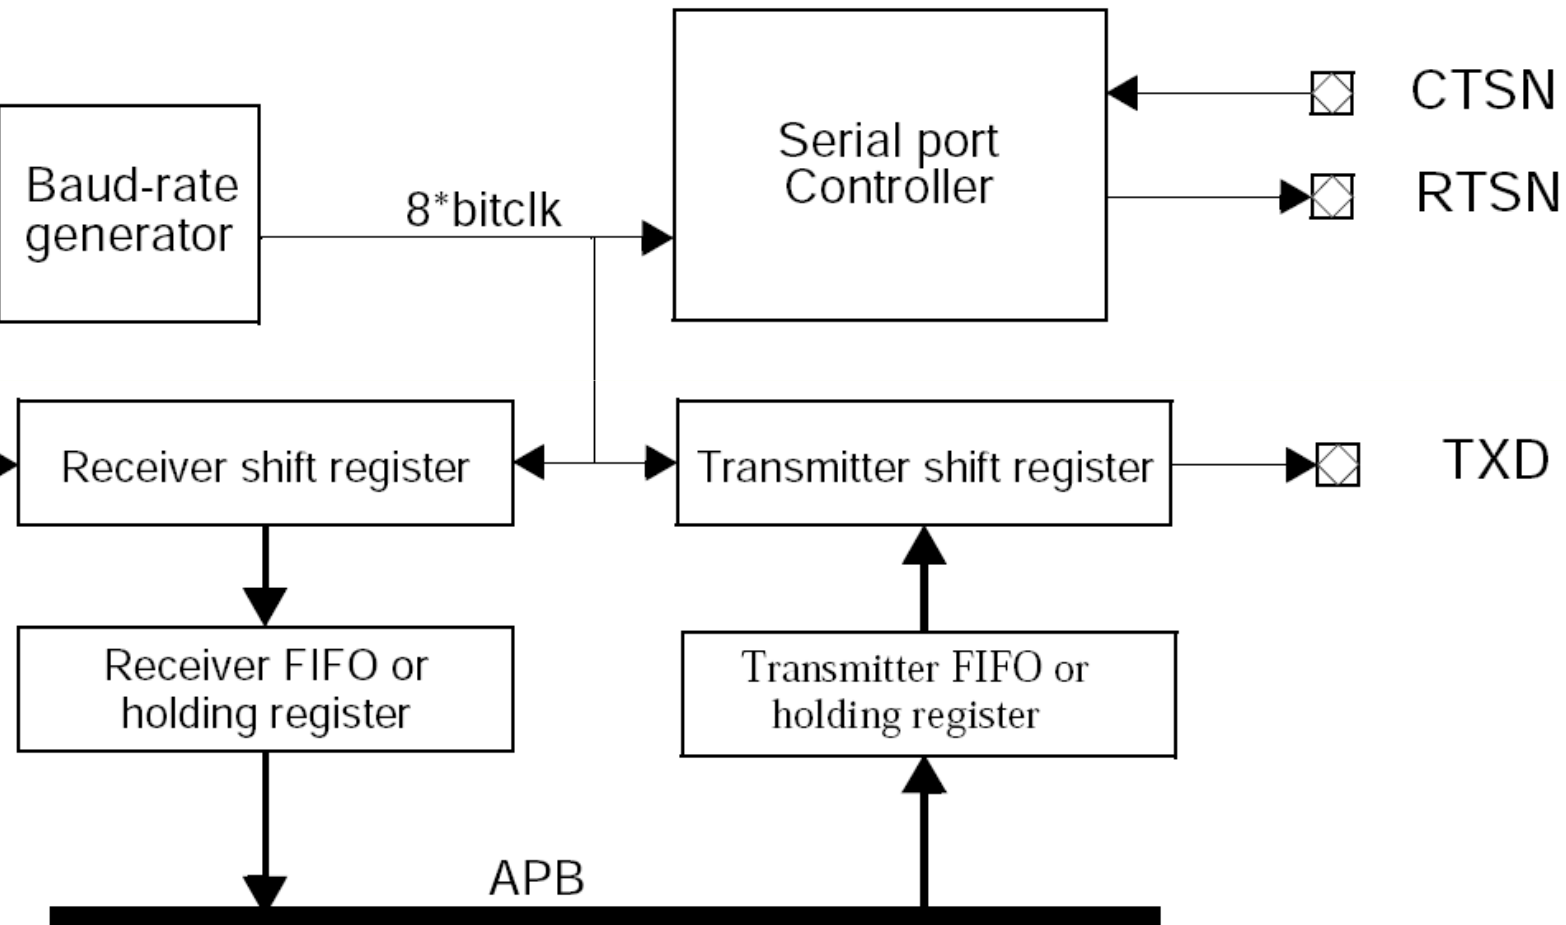 CTSN
Serial port
Controller
Baud-rate
generator
8*bitclk
RTSN
Receiver shift register
Transmitter shift register
TXD
Receiver FIFO or
holding register
Transmitter FIFO or
holding register
APB